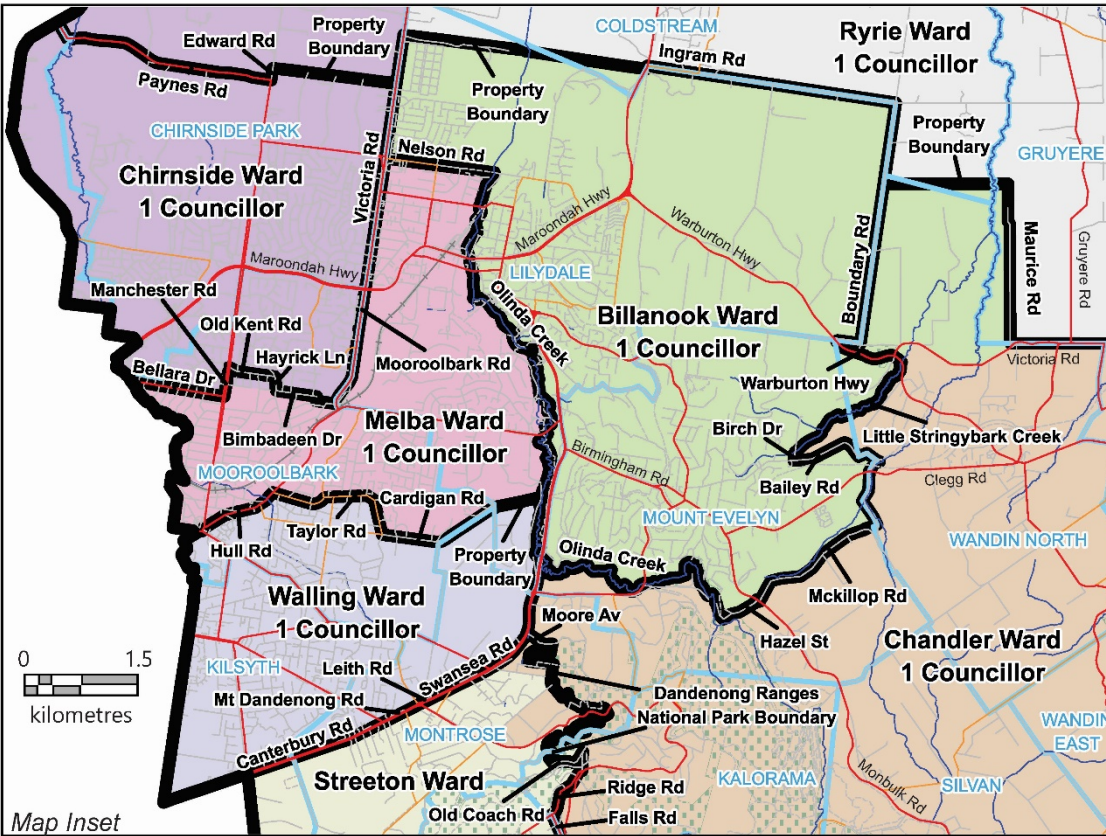 COLDSTREAM
Ryrie Ward
1 Councillor
Edward Rd
Property
Boundary
Ingram Rd
Paynes Rd
Property
Boundary
Property
Boundary
CHIRNSIDE PARK
Nelson Rd
GRUYERE
Chirnside Ward
1 Councillor
Victoria Rd
Maroondah Hwy
Warburton Hwy
Boundary Rd
Maurice Rd
Gruyere Rd
Maroondah Hwy
LILYDALE
Manchester Rd
Olinda Creek
Billanook Ward
1 Councillor
Old Kent Rd
Hayrick Ln
Mooroolbark Rd
Victoria Rd
Bellara Dr
Warburton Hwy
Melba Ward
1 Councillor
Bimbadeen Dr
Birch Dr
Little Stringybark Creek
MOOROOLBARK
Birmingham Rd
Bailey Rd
Clegg Rd
Cardigan Rd
Taylor Rd
MOUNT EVELYN
Hull Rd
Property
Boundary
Olinda Creek
WANDIN NORTH
Walling Ward
1 Councillor
Mckillop Rd
Moore Av
Hazel St
Chandler Ward
1 Councillor
0 1.5
kilometres
KILSYTH
Leith Rd
Swansea Rd
Mt Dandenong Rd
Dandenong Ranges
National Park Boundary
WANDIN
EAST
Canterbury Rd
MONTROSE
Streeton Ward
KALORAMA
Monbulk Rd
SILVAN
Ridge Rd
Old Coach Rd
Falls Rd
Map Inset